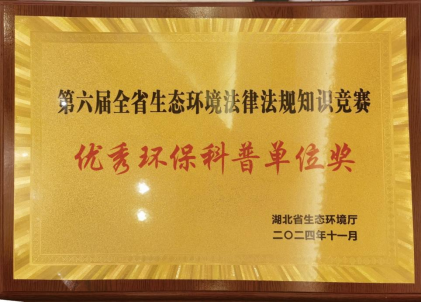 第六届全省生态环境法律法规知识竞赛
优秀环保科普单位奖
湖北省生态环境厅
二〇二四年十一月